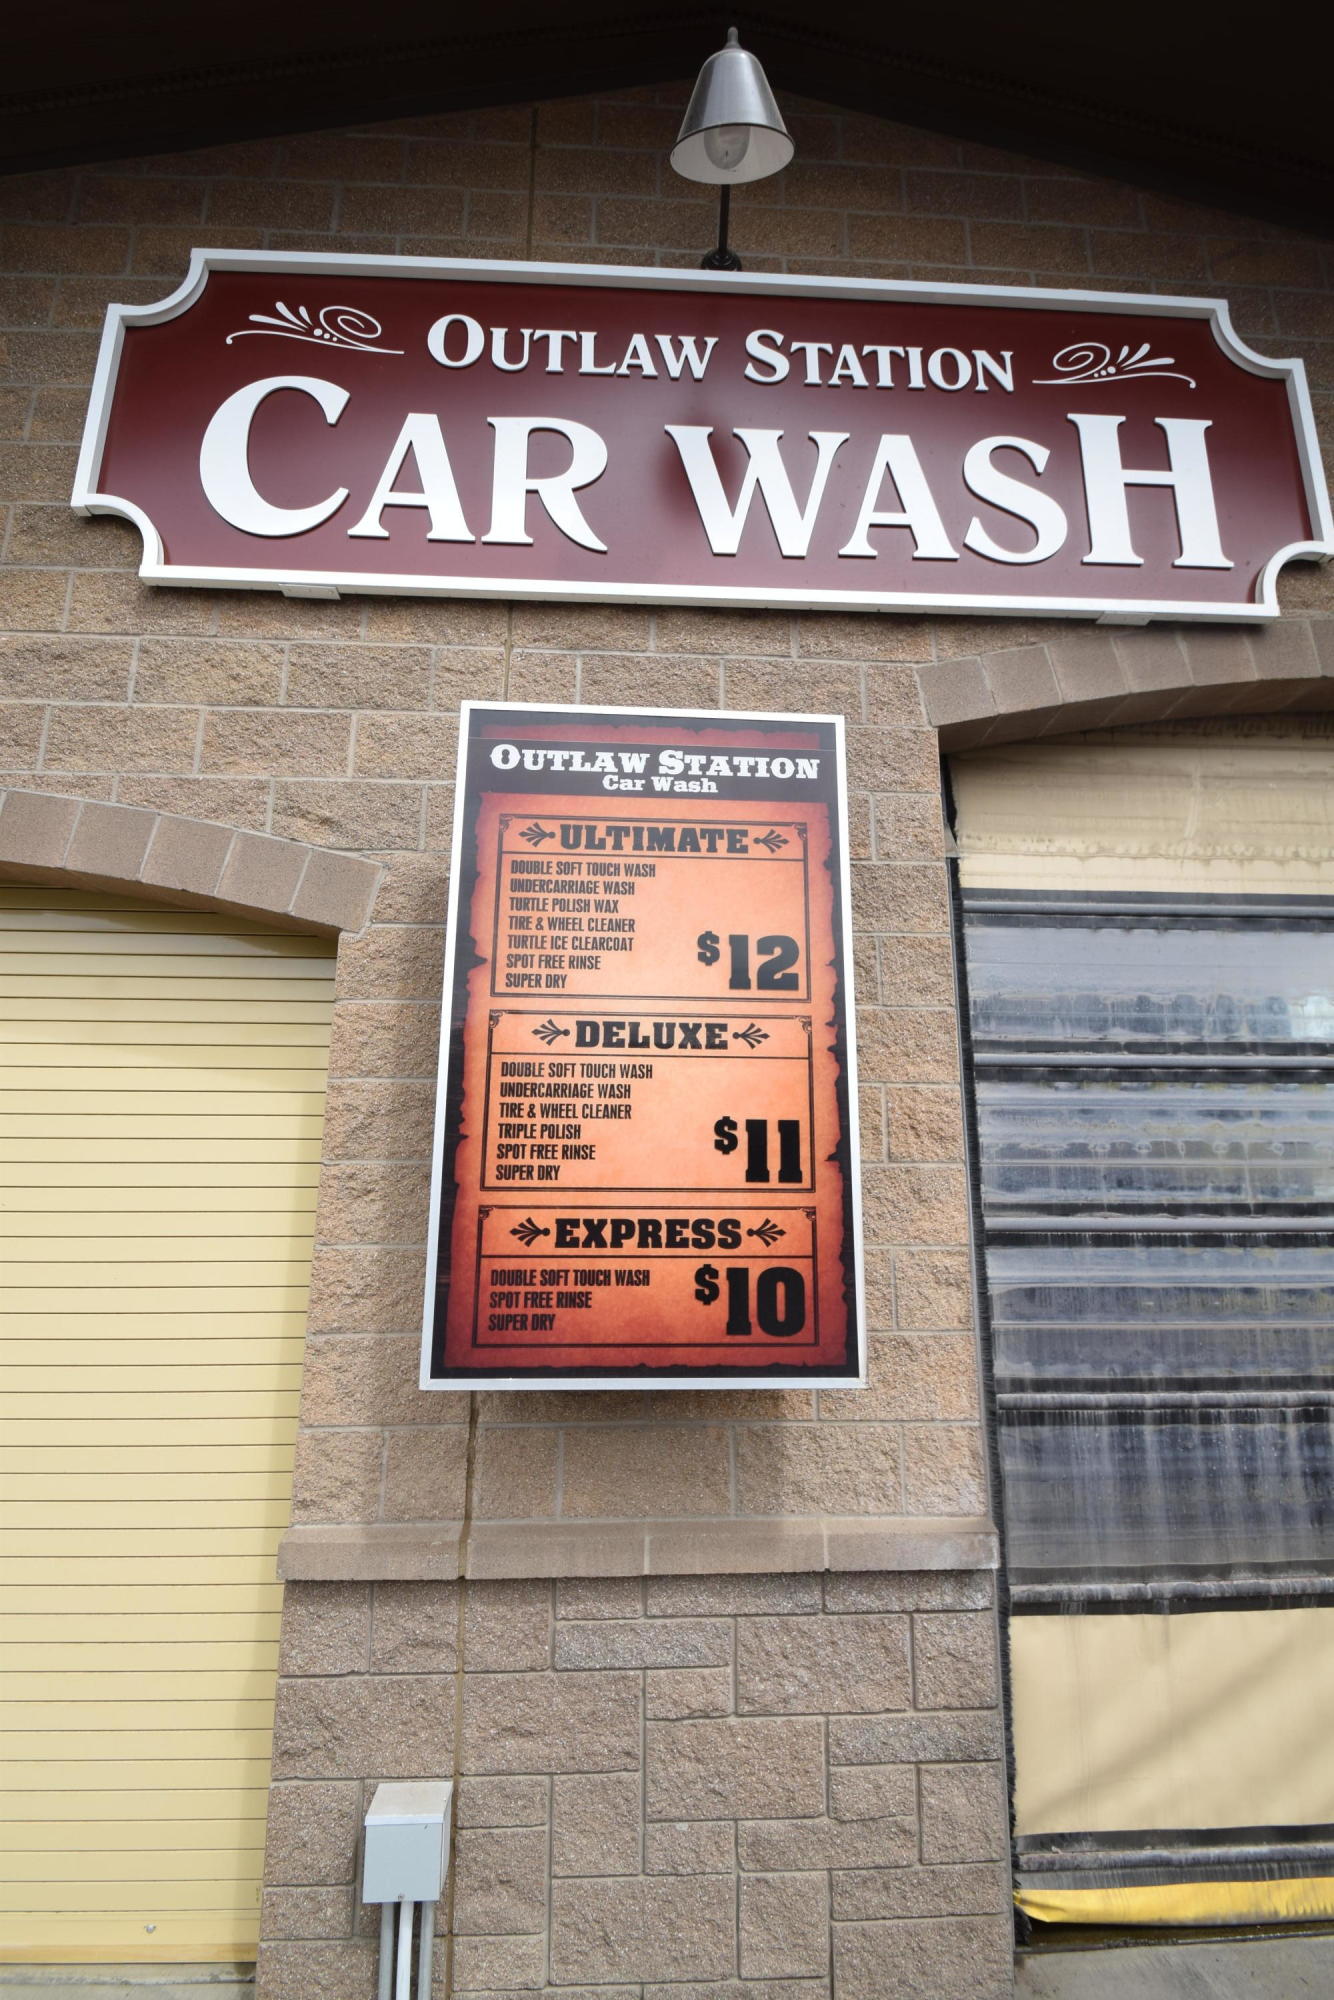 OUTLAW STATION
CAR WASH
OUTLAW STATION
Car Wash
ULTIMATE
DOUBLE SOFT TOUCH WASH
UNDERCARRIAGE WASH
TURTLE POLISH WAX
TIRE & WHEEL CLEANER
TURTLE ICE CLEARCOAT
SPOT FREE RINSE
SUPER DRY
$12
DELUXE
DOUBLE SOFT TOUCH WASH
UNDERCARRIAGE WASH
TIRE & WHEEL CLEANER
TRIPLE POLISH
SPOT FREE RINSE
SUPER DRY
$11
EXPRESS
DOUBLE SOFT TOUCH WASH
SPOT FREE RINSE
SUPER DRY
$10